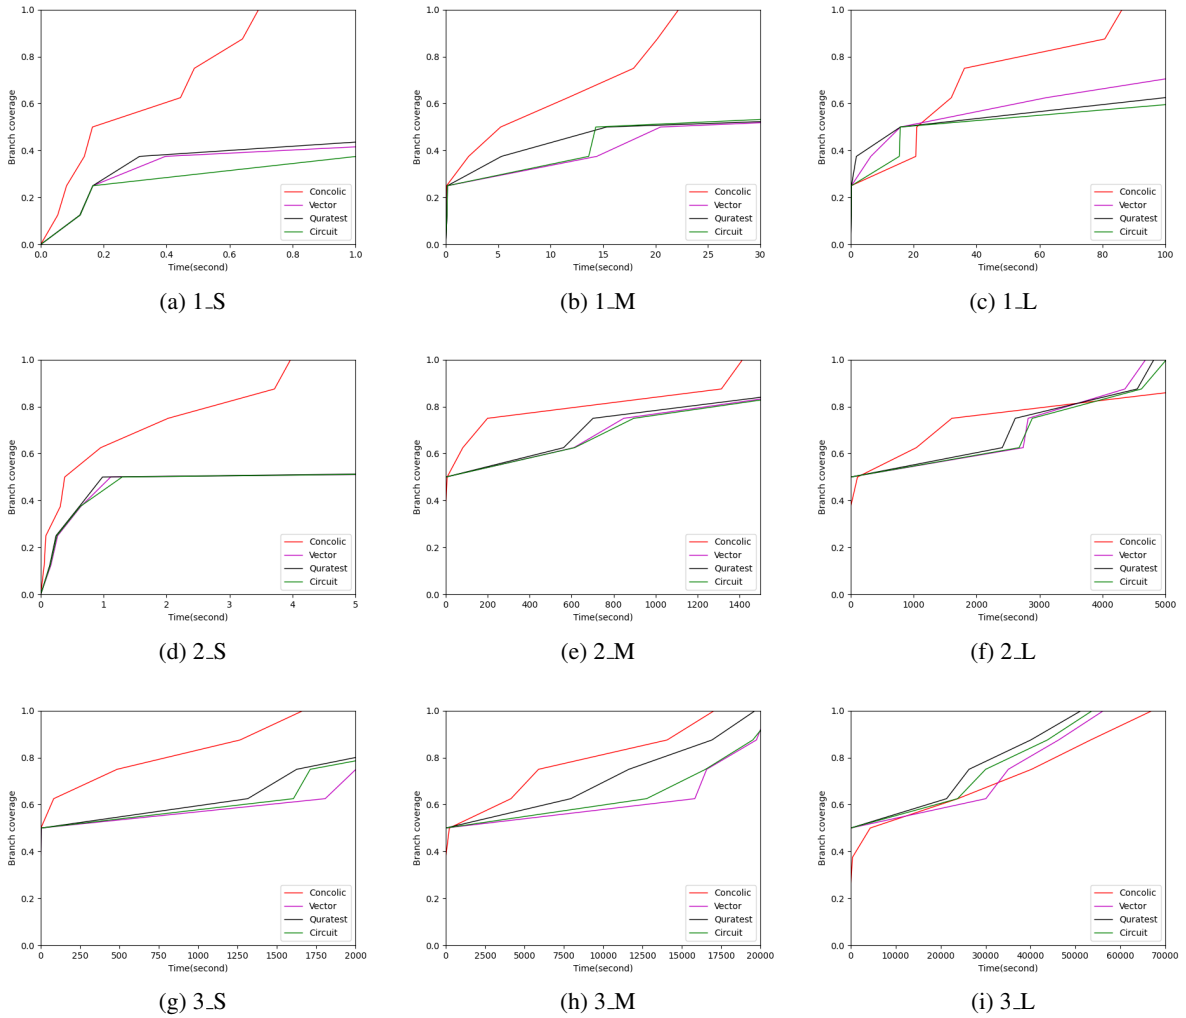 1.0
0.8
0.6
0.4
0.2
0.0
Branch coverage
0.0 0.2 0.4 0.6 0.8 1.0
Time(second)
Concolic
Vector
Quratest
Circuit
(a) 1_S
1.0
0.8
0.6
0.4
0.2
0.0
Branch coverage
0 5 10 15 20 25 30
Time(second)
Concolic
Vector
Quratest
Circuit
(b) 1_M
1.0
0.8
0.6
0.4
0.2
0.0
Branch coverage
0 20 40 60 80 100
Time(second)
Concolic
Vector
Quratest
Circuit
(c) 1_L
1.0
0.8
0.6
0.4
0.2
0.0
Branch coverage
0 1 2 3 4 5
Time(second)
Concolic
Vector
Quratest
Circuit
(d) 2_S
1.0
0.8
0.6
0.4
0.2
0.0
Branch coverage
0 200 400 600 800 1000 1200 1400
Time(second)
Concolic
Vector
Quratest
Circuit
(e) 2_M
1.0
0.8
0.6
0.4
0.2
0.0
Branch coverage
0 1000 2000 3000 4000 5000
Time(second)
Concolic
Vector
Quratest
Circuit
(f) 2_L
1.0
0.8
0.6
0.4
0.2
0.0
Branch coverage
0 250 500 750 1000 1250 1500 1750 2000
Time(second)
Concolic
Vector
Quratest
Circuit
(g) 3_S
1.0
0.8
0.6
0.4
0.2
0.0
Branch coverage
0 2500 5000 7500 10000 12500 15000 17500 20000
Time(second)
Concolic
Vector
Quratest
Circuit
(h) 3_M
1.0
0.8
0.6
0.4
0.2
0.0
Branch coverage
0 10000 20000 30000 40000 50000 60000 70000
Time(second)
Concolic
Vector
Quratest
Circuit
(i) 3_L